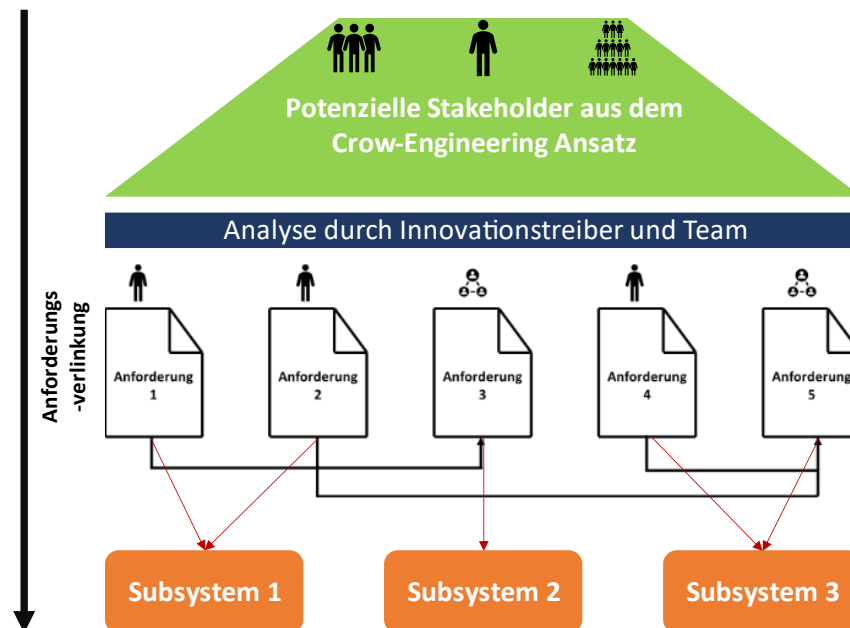 Potenzielle Stakeholder aus dem
Crow-Engineering Ansatz
Analyse durch Innovationstreiber und Team
Anforderungs
-verlinkung
Anforderung
1
Anforderung
2
Anforderung
3
Anforderung
4
Anforderung
5
Subsystem 1
Subsystem 2
Subsystem 3